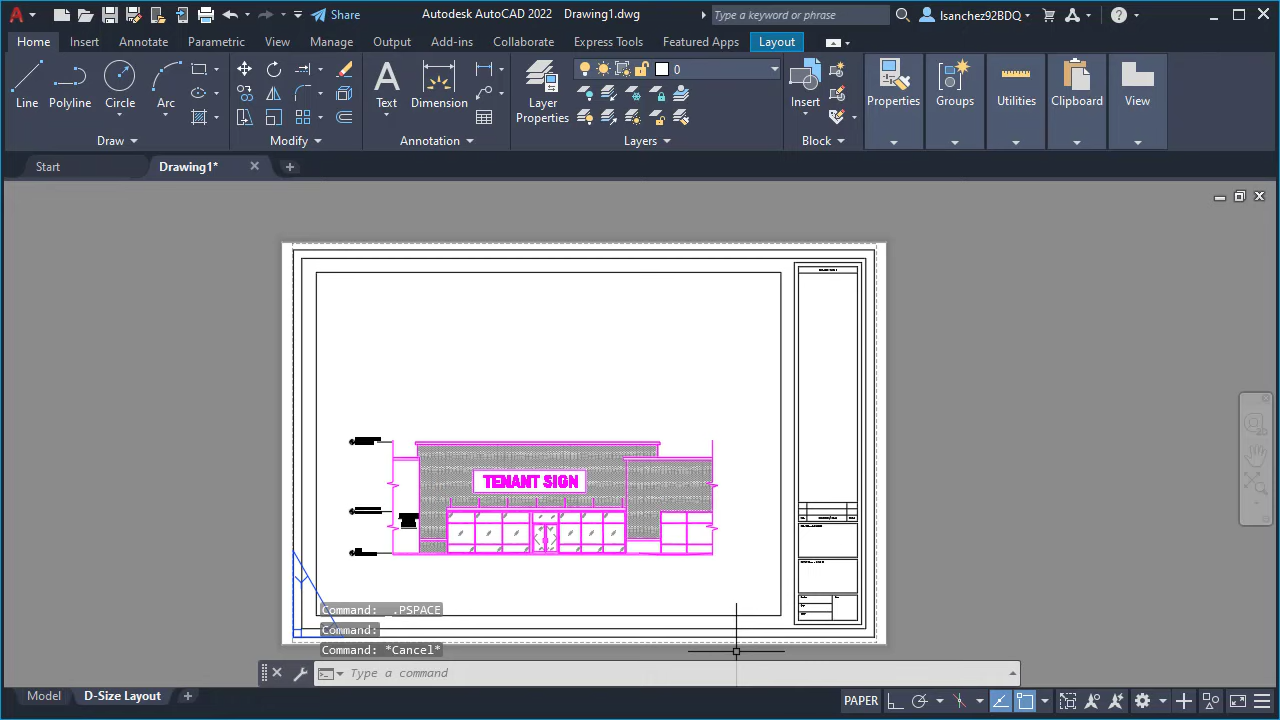 Share
Autodesk AutoCAD 2022 Drawing1.dwg
Type a keyword or phrase
lsanchez92BDQ
Home Insert Annotate Parametric View Manage Output Add-ins Collaborate Express Tools Featured Apps Layout
0
Line Polyline Circle Arc
Text Dimension
Layer Properties
Insert
Properties Groups Utilities Clipboard View
Draw Modify Annotation Layers Block
Start Drawing1*
TENANT SIGN
Command: _.PSPACE
Command:
Command: *Cancel*
Type a command
Model D-Size Layout
PAPER